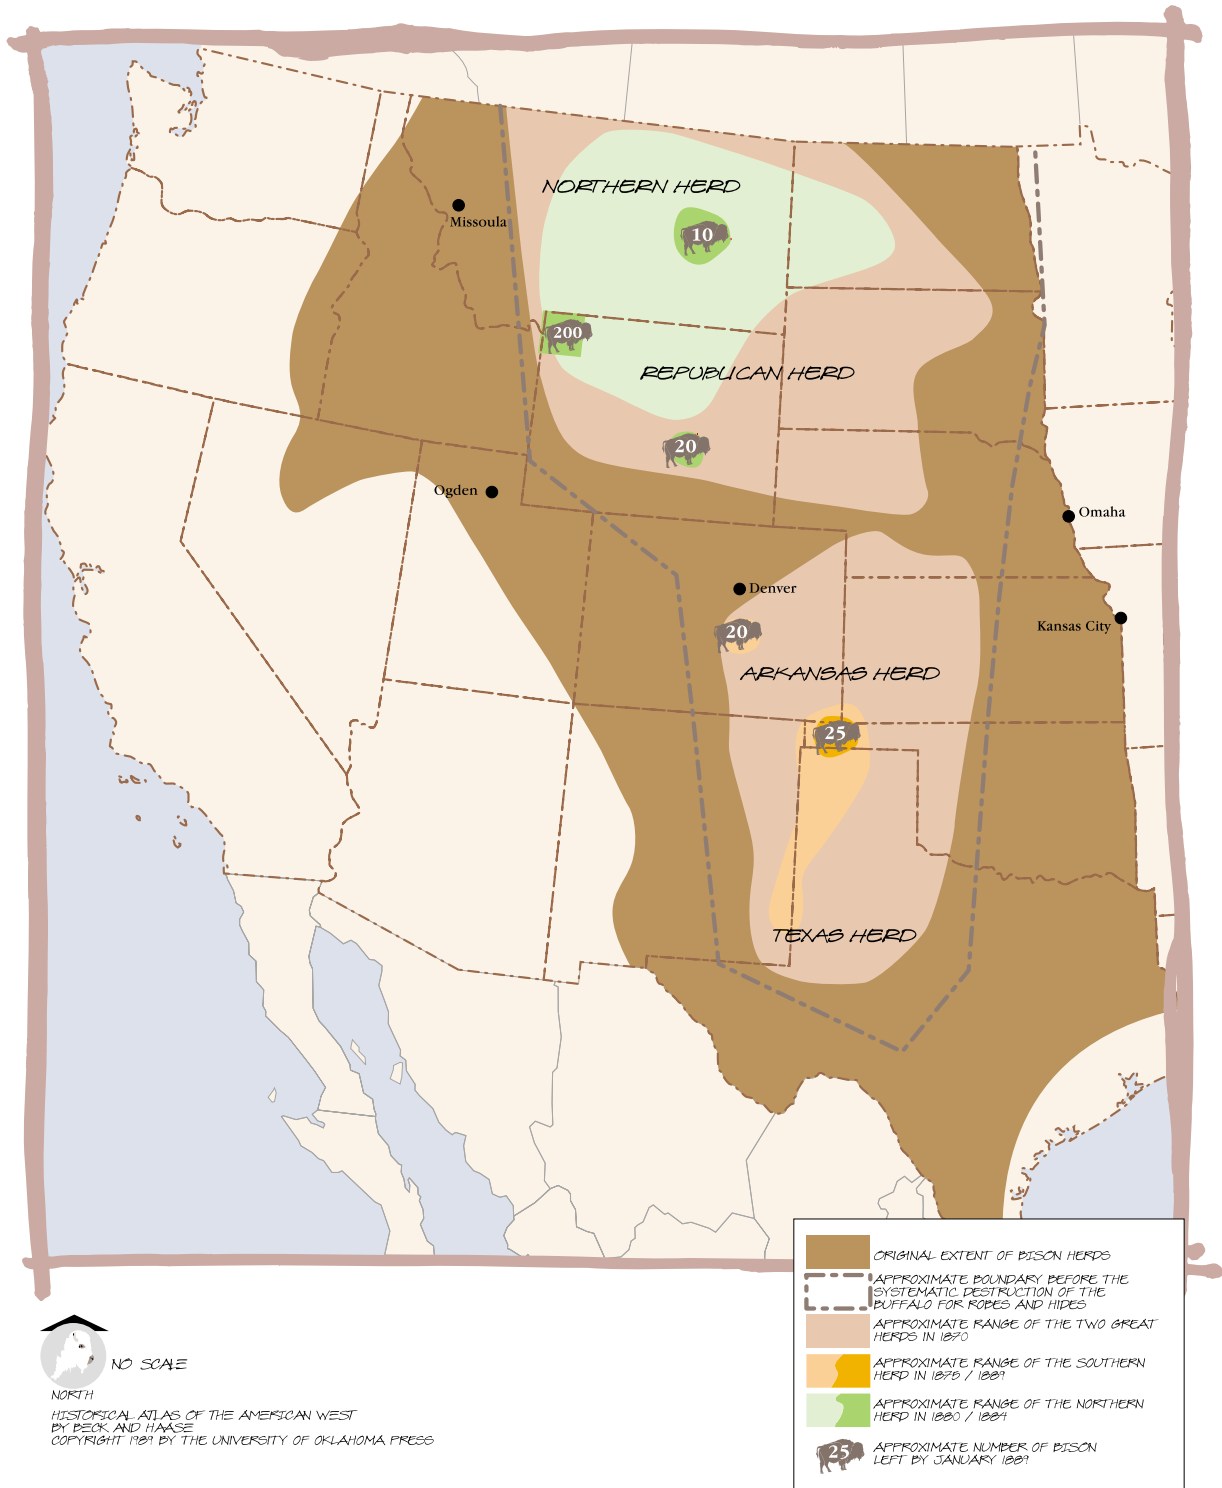 NORTHERN HERD
Missoula
10
200
REPUBLICAN HERD
20
Ogden
Omaha
Denver
Kansas City
20
ARKANSAS HERD
25
TEXAS HERD
ORIGINAL EXTENT OF BISON HERDS
APPROXIMATE BOUNDARY BEFORE THE
SYSTEMATIC DESTRUCTION OF THE
BUFFALO FOR ROBES AND HIDES
APPROXIMATE RANGE OF THE TWO GREAT
HERDS IN 1870
APPROXIMATE RANGE OF THE SOUTHERN
HERD IN 1875 / 1889
APPROXIMATE RANGE OF THE NORTHERN
HERD IN 1880 / 1884
25
APPROXIMATE NUMBER OF BISON
LEFT BY JANUARY 1889
NO SCALE
NORTH
HISTORICAL ATLAS OF THE AMERICAN WEST
BY BECK AND HAASE
COPYRIGHT 1989 BY THE UNIVERSITY OF OKLAHOMA PRESS